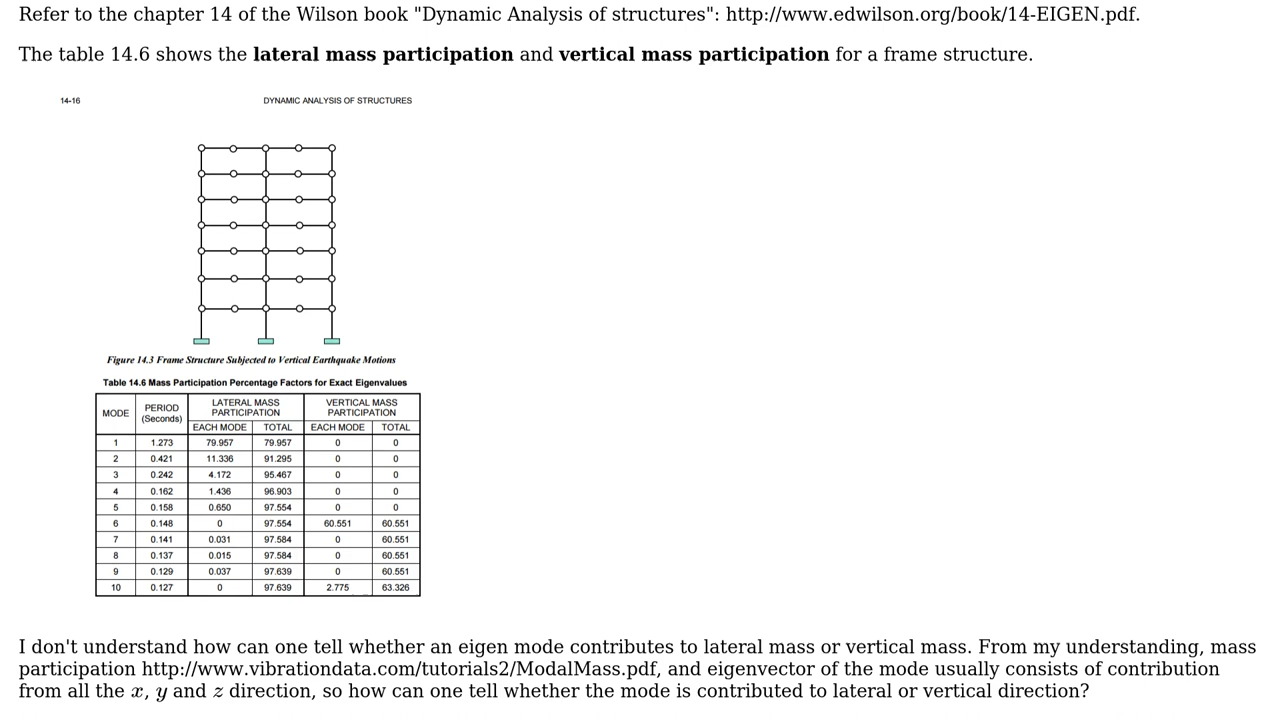 Refer to the chapter 14 of the Wilson book "Dynamic Analysis of structures": http://www.edwilson.org/book/14-EIGEN.pdf.
The table 14.6 shows the lateral mass participation and vertical mass participation for a frame structure.
14-16 DYNAMIC ANALYSIS OF STRUCTURES
Figure 14.3 Frame Structure Subjected to Vertical Earthquake Motions
Table 14.6 Mass Participation Percentage Factors for Exact Eigenvalues
MODE PERIOD (Seconds) LATERAL MASS PARTICIPATION VERTICAL MASS PARTICIPATION
EACH MODE TOTAL EACH MODE TOTAL
1 1.273 79.957 79.957 0 0
2 0.421 11.336 91.295 0 0
3 0.242 4.172 95.467 0 0
4 0.162 1.436 96.903 0 0
5 0.158 0.650 97.554 0 0
6 0.148 0 97.554 60.551 60.551
7 0.141 0.031 97.584 0 60.551
8 0.137 0.015 97.584 0 60.551
9 0.129 0.037 97.639 0 60.551
10 0.127 0 97.639 2.775 63.326
I don't understand how can one tell whether an eigen mode contributes to lateral mass or vertical mass. From my understanding, mass
participation http://www.vibrationdata.com/tutorials2/ModalMass.pdf, and eigenvector of the mode usually consists of contribution
from all the x, y and z direction, so how can one tell whether the mode is contributed to lateral or vertical direction?